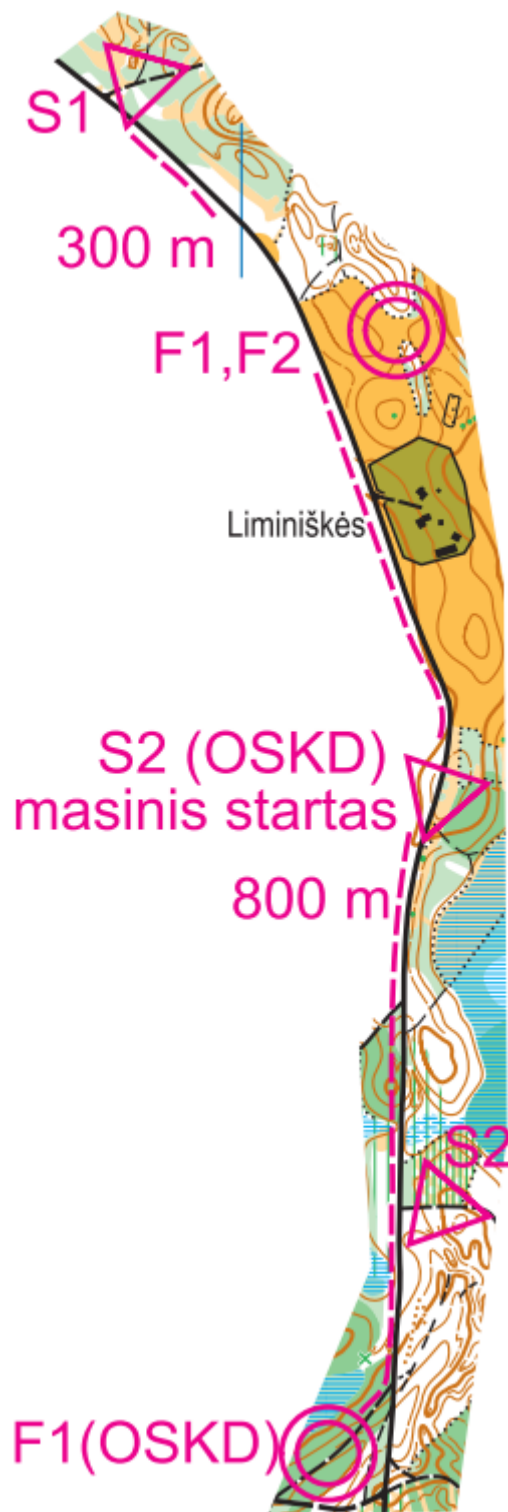 S1
300 m
F1,F2
Liminiškės
S2 (OSKD)
masinis startas
800 m
S2
F1(OSKD)